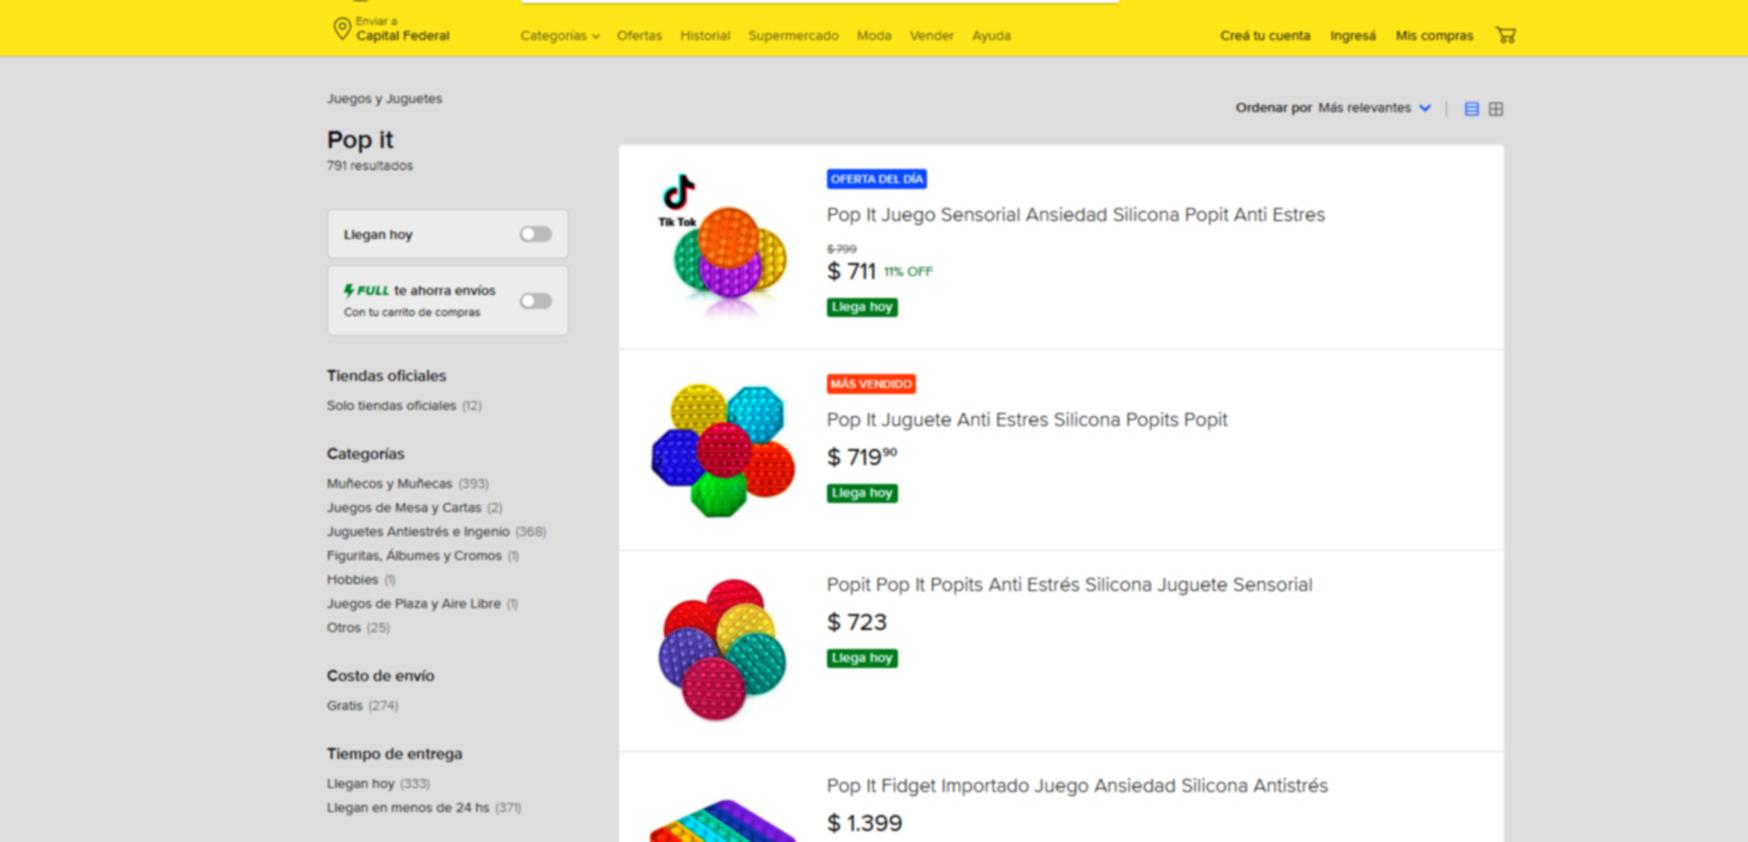 Enviar a
Capital Federal
Categorías
Ofertas
Historial
Supermercado
Moda
Vender
Ayuda
Creá tu cuenta
Ingresá
Mis compras
Juegos y Juguetes
Pop it
791 resultados
Ordenar por Más relevantes
Llegan hoy
FULL te ahorra envíos
Con tu carrito de compras
Tiendas oficiales
Solo tiendas oficiales (12)
Categorías
Muñecos y Muñecas (393)
Juegos de Mesa y Cartas (2)
Juguetes Antiestrés e Ingenio (368)
Figuritas, Álbumes y Cromos (1)
Hobbies (1)
Juegos de Plaza y Aire Libre (1)
Otros (25)
Costo de envío
Gratis (274)
Tiempo de entrega
Llegan hoy (333)
Llegan en menos de 24 hs (371)
Tik Tok
OFERTA DEL DÍA
Pop It Juego Sensorial Ansiedad Silicona Popit Anti Estres
$ 799
$ 711 11% OFF
Llega hoy
MÁS VENDIDO
Pop It Juguete Anti Estres Silicona Popits Popit
$ 719⁹⁰
Llega hoy
Popit Pop It Popits Anti Estrés Silicona Juguete Sensorial
$ 723
Llega hoy
Pop It Fidget Importado Juego Ansiedad Silicona Antistrés
$ 1.399